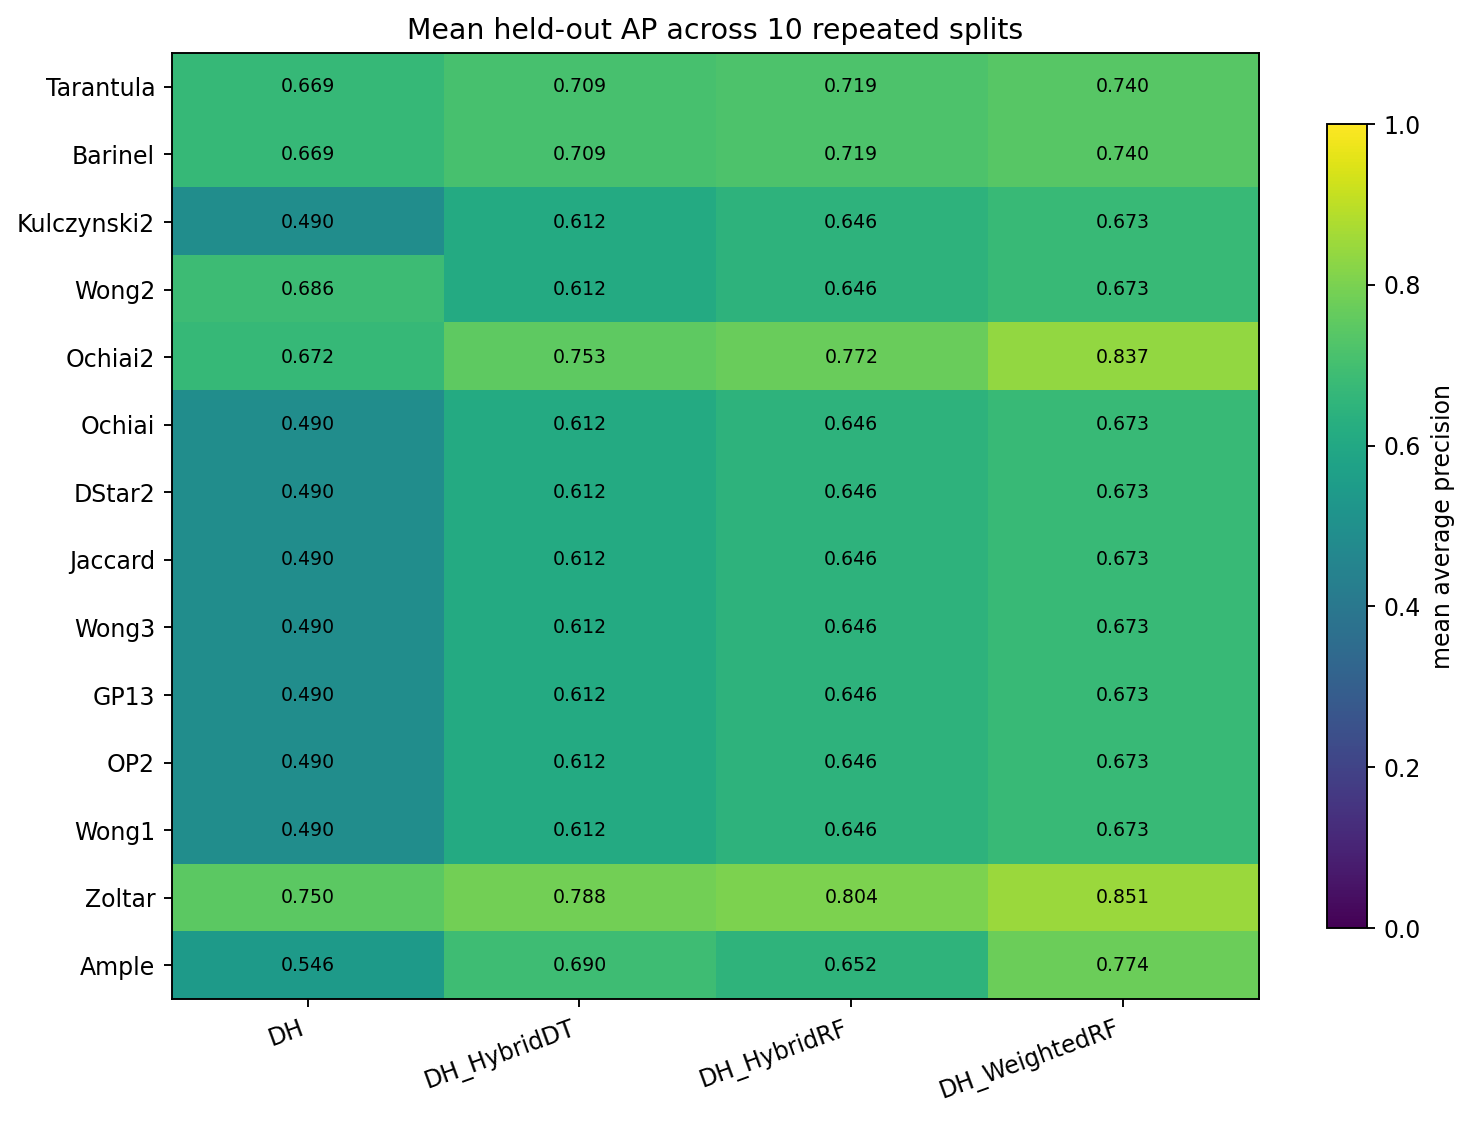 Mean held-out AP across 10 repeated splits
Tarantula 0.669 0.709 0.719 0.740
Barinel 0.669 0.709 0.719 0.740
Kulczynski2 0.490 0.612 0.646 0.673
Wong2 0.686 0.612 0.646 0.673
Ochiai2 0.672 0.753 0.772 0.837
Ochiai 0.490 0.612 0.646 0.673
DStar2 0.490 0.612 0.646 0.673
Jaccard 0.490 0.612 0.646 0.673
Wong3 0.490 0.612 0.646 0.673
GP13 0.490 0.612 0.646 0.673
OP2 0.490 0.612 0.646 0.673
Wong1 0.490 0.612 0.646 0.673
Zoltar 0.750 0.788 0.804 0.851
Ample 0.546 0.690 0.652 0.774
DH DH_HybridDT DH_HybridRF DH_WeightedRF
1.0
0.8
0.6
0.4
0.2
0.0
mean average precision